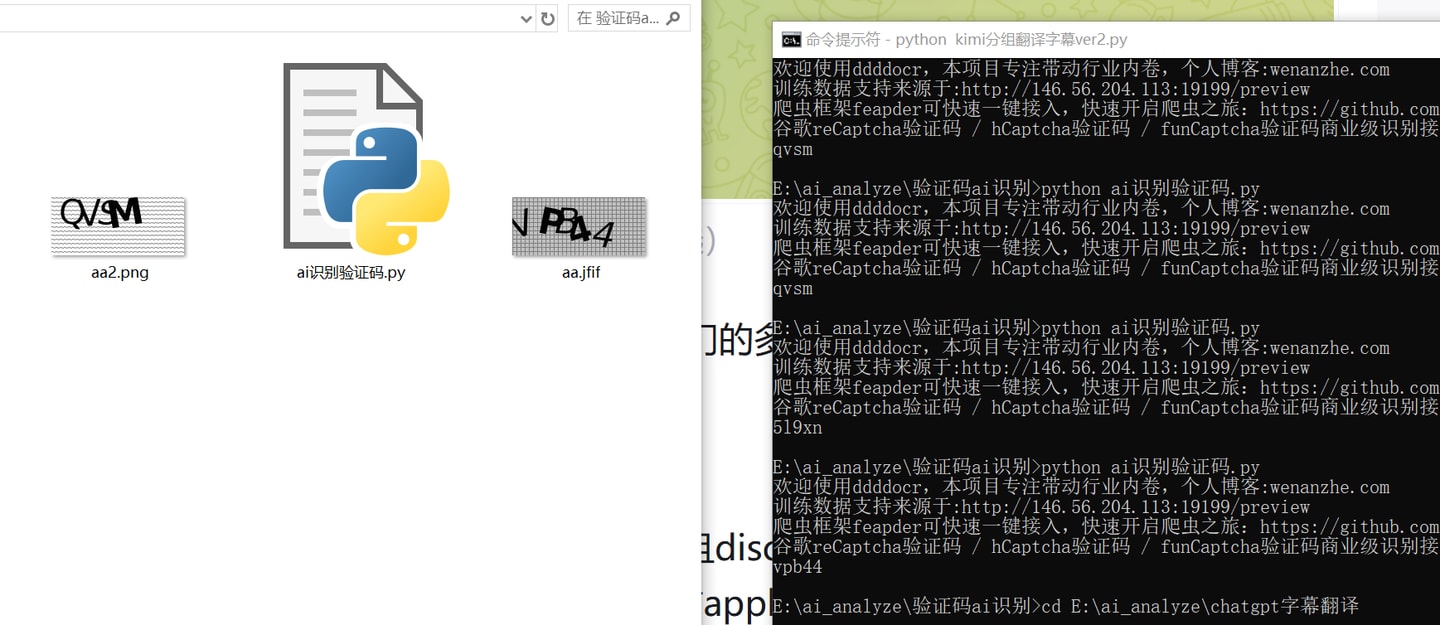 在 验证码a...
QVSM
aa2.png
ai识别验证码.py
PB44
aa.jfif
们的多
disc
appl
命令提示符 - python kimi分组翻译字幕ver2.py
欢迎使用ddddocr，本项目专注带动行业内卷，个人博客:wenanzhe.com
训练数据支持来源于:http://146.56.204.113:19199/preview
爬虫框架feapder可快速一键接入，快速开启爬虫之旅：https://github.com
谷歌reCaptcha验证码 / hCaptcha验证码 / funCaptcha验证码商业级识别接
qvsm
E:\ai_analyze\验证码ai识别>python ai识别验证码.py
欢迎使用ddddocr，本项目专注带动行业内卷，个人博客:wenanzhe.com
训练数据支持来源于:http://146.56.204.113:19199/preview
爬虫框架feapder可快速一键接入，快速开启爬虫之旅：https://github.com
谷歌reCaptcha验证码 / hCaptcha验证码 / funCaptcha验证码商业级识别接
qvsm
E:\ai_analyze\验证码ai识别>python ai识别验证码.py
欢迎使用ddddocr，本项目专注带动行业内卷，个人博客:wenanzhe.com
训练数据支持来源于:http://146.56.204.113:19199/preview
爬虫框架feapder可快速一键接入，快速开启爬虫之旅：https://github.com
谷歌reCaptcha验证码 / hCaptcha验证码 / funCaptcha验证码商业级识别接
519xn
E:\ai_analyze\验证码ai识别>python ai识别验证码.py
欢迎使用ddddocr，本项目专注带动行业内卷，个人博客:wenanzhe.com
训练数据支持来源于:http://146.56.204.113:19199/preview
爬虫框架feapder可快速一键接入，快速开启爬虫之旅：https://github.com
谷歌reCaptcha验证码 / hCaptcha验证码 / funCaptcha验证码商业级识别接
vpb44
E:\ai_analyze\验证码ai识别>cd E:\ai_analyze\chatgpt字幕翻译